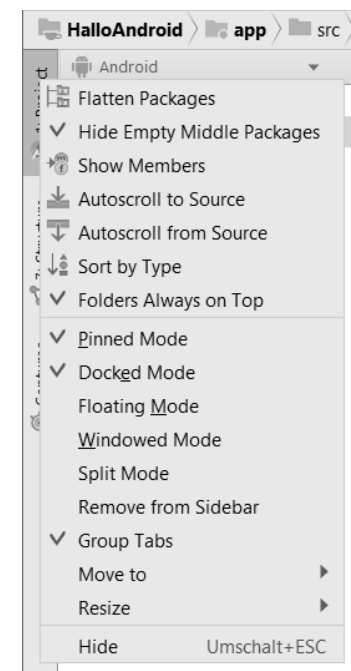 HalloAndroid app src
Android
Flatten Packages
Hide Empty Middle Packages
Show Members
Autoscroll to Source
Autoscroll from Source
Sort by Type
Folders Always on Top
Pinned Mode
Docked Mode
Floating Mode
Windowed Mode
Split Mode
Remove from Sidebar
Group Tabs
Move to
Resize
Hide Umschalt+ESC